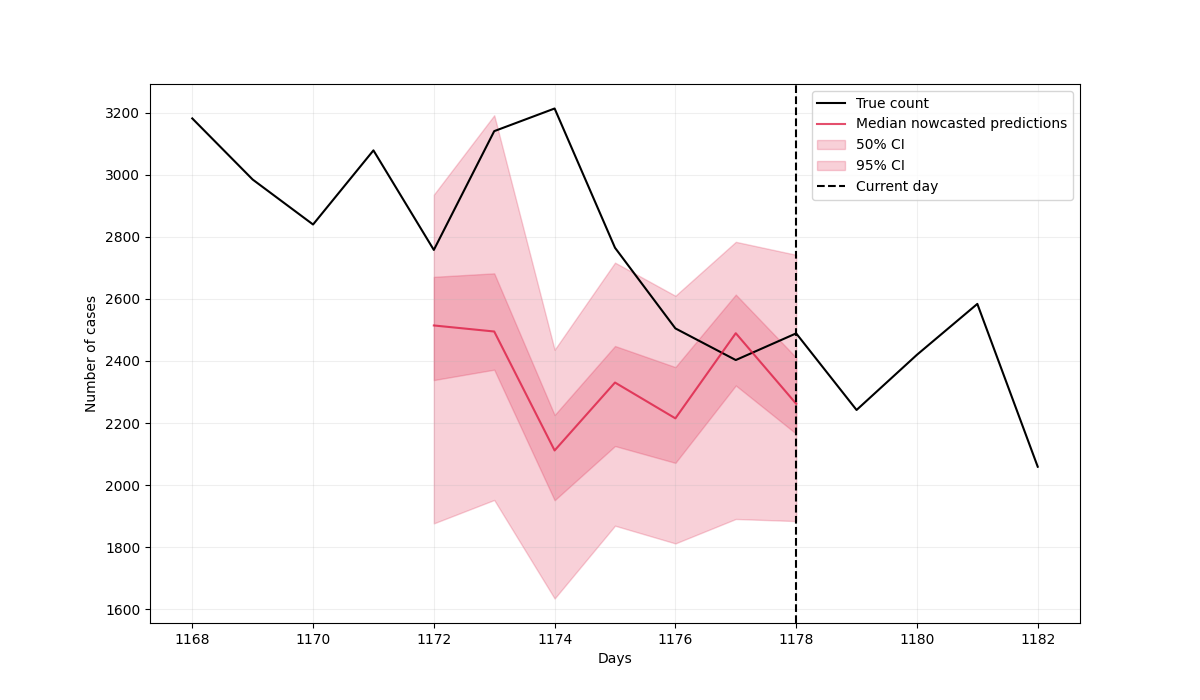 True count
Median nowcasted predictions
50% CI
95% CI
Current day
Number of cases
3200
3000
2800
2600
2400
2200
2000
1800
1600
1168 1170 1172 1174 1176 1178 1180 1182
Days